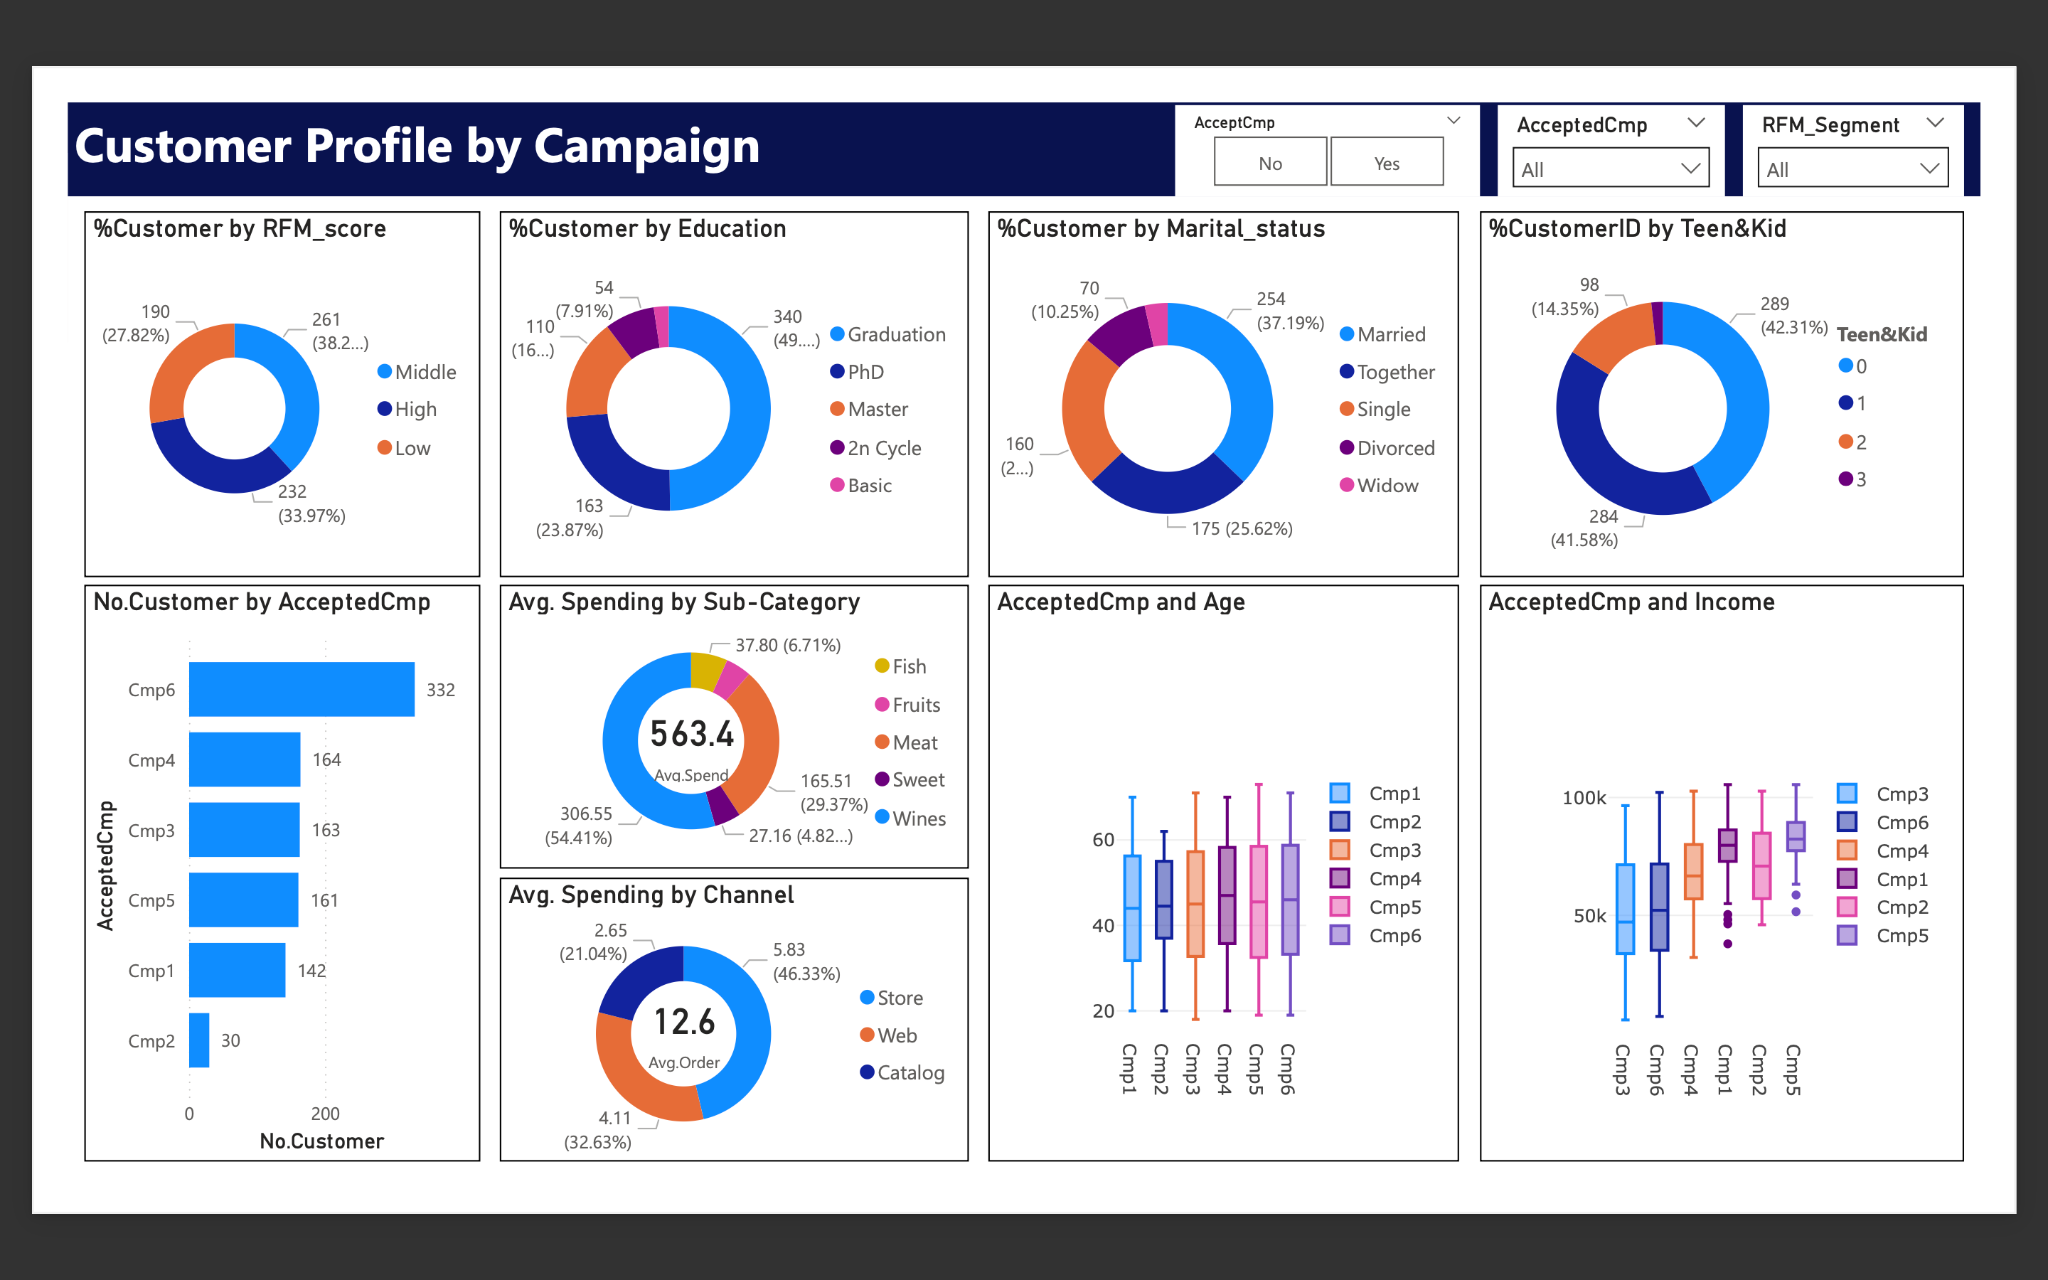 Customer Profile by Campaign
AcceptCmp
No
Yes
AcceptedCmp
All
RFM_Segment
All
%Customer by RFM_score
190
(27.82%)
261
(38.2...)
232
(33.97%)
Middle
High
Low
%Customer by Education
54
(7.91%)
110
(16...)
340
(49....)
163
(23.87%)
Graduation
PhD
Master
2n Cycle
Basic
%Customer by Marital_status
70
(10.25%)
254
(37.19%)
160
(2...)
175 (25.62%)
Married
Together
Single
Divorced
Widow
%CustomerID by Teen&Kid
98
(14.35%)
289
(42.31%)
284
(41.58%)
Teen&Kid
0
1
2
3
No.Customer by AcceptedCmp
AcceptedCmp
Cmp6
332
Cmp4
164
Cmp3
163
Cmp5
161
Cmp1
142
Cmp2
30
0
200
No.Customer
Avg. Spending by Sub-Category
37.80 (6.71%)
563.4
Avg.Spend
165.51
(29.37%)
306.55
(54.41%)
27.16 (4.82...)
Fish
Fruits
Meat
Sweet
Wines
Avg. Spending by Channel
2.65
(21.04%)
5.83
(46.33%)
12.6
Avg.Order
4.11
(32.63%)
Store
Web
Catalog
AcceptedCmp and Age
60
40
20
Cmp1
Cmp2
Cmp3
Cmp4
Cmp5
Cmp6
Cmp1
Cmp2
Cmp3
Cmp4
Cmp5
Cmp6
AcceptedCmp and Income
100k
50k
Cmp3
Cmp6
Cmp4
Cmp1
Cmp2
Cmp5
Cmp3
Cmp6
Cmp4
Cmp1
Cmp2
Cmp5